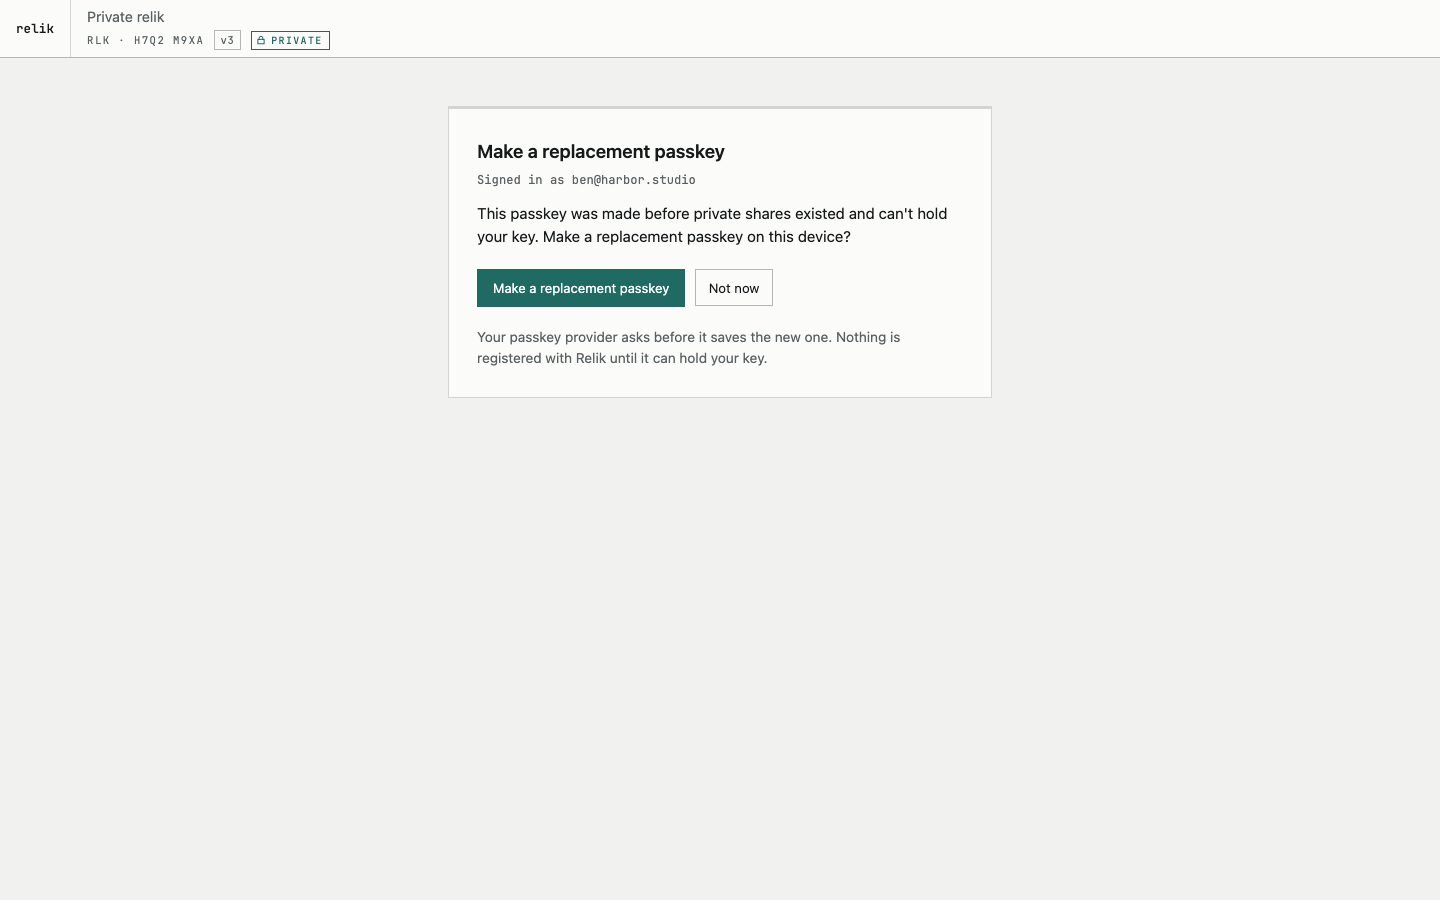 relik
Private relik
RLK · H7Q2 M9XA v3 PRIVATE
Make a replacement passkey
Signed in as ben@harbor.studio
This passkey was made before private shares existed and can't hold
your key. Make a replacement passkey on this device?
Make a replacement passkey Not now
Your passkey provider asks before it saves the new one. Nothing is
registered with Relik until it can hold your key.